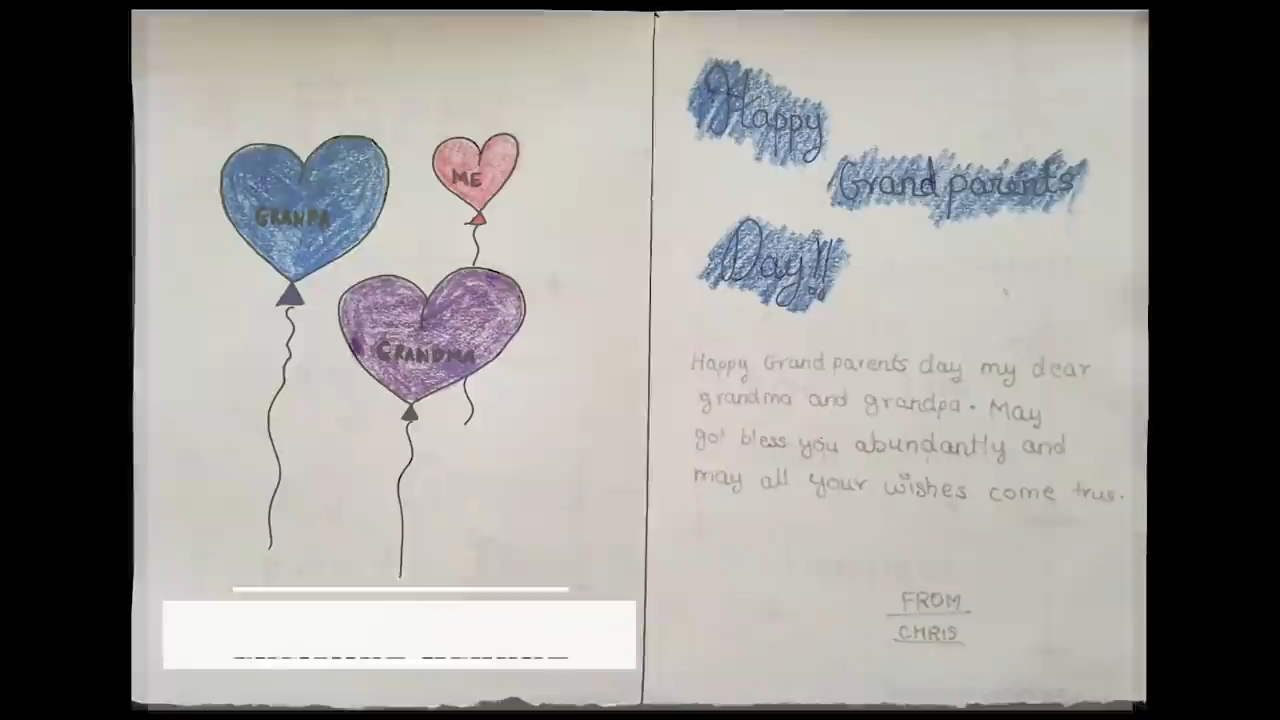 GRANPA
ME
GRANDMA
Happy
Grand parents
Day!!
Happy Grand parents day my dear
grandma and grandpa. May
bless you abundantly and
may all your wishes come true.
FROM
CHRIS